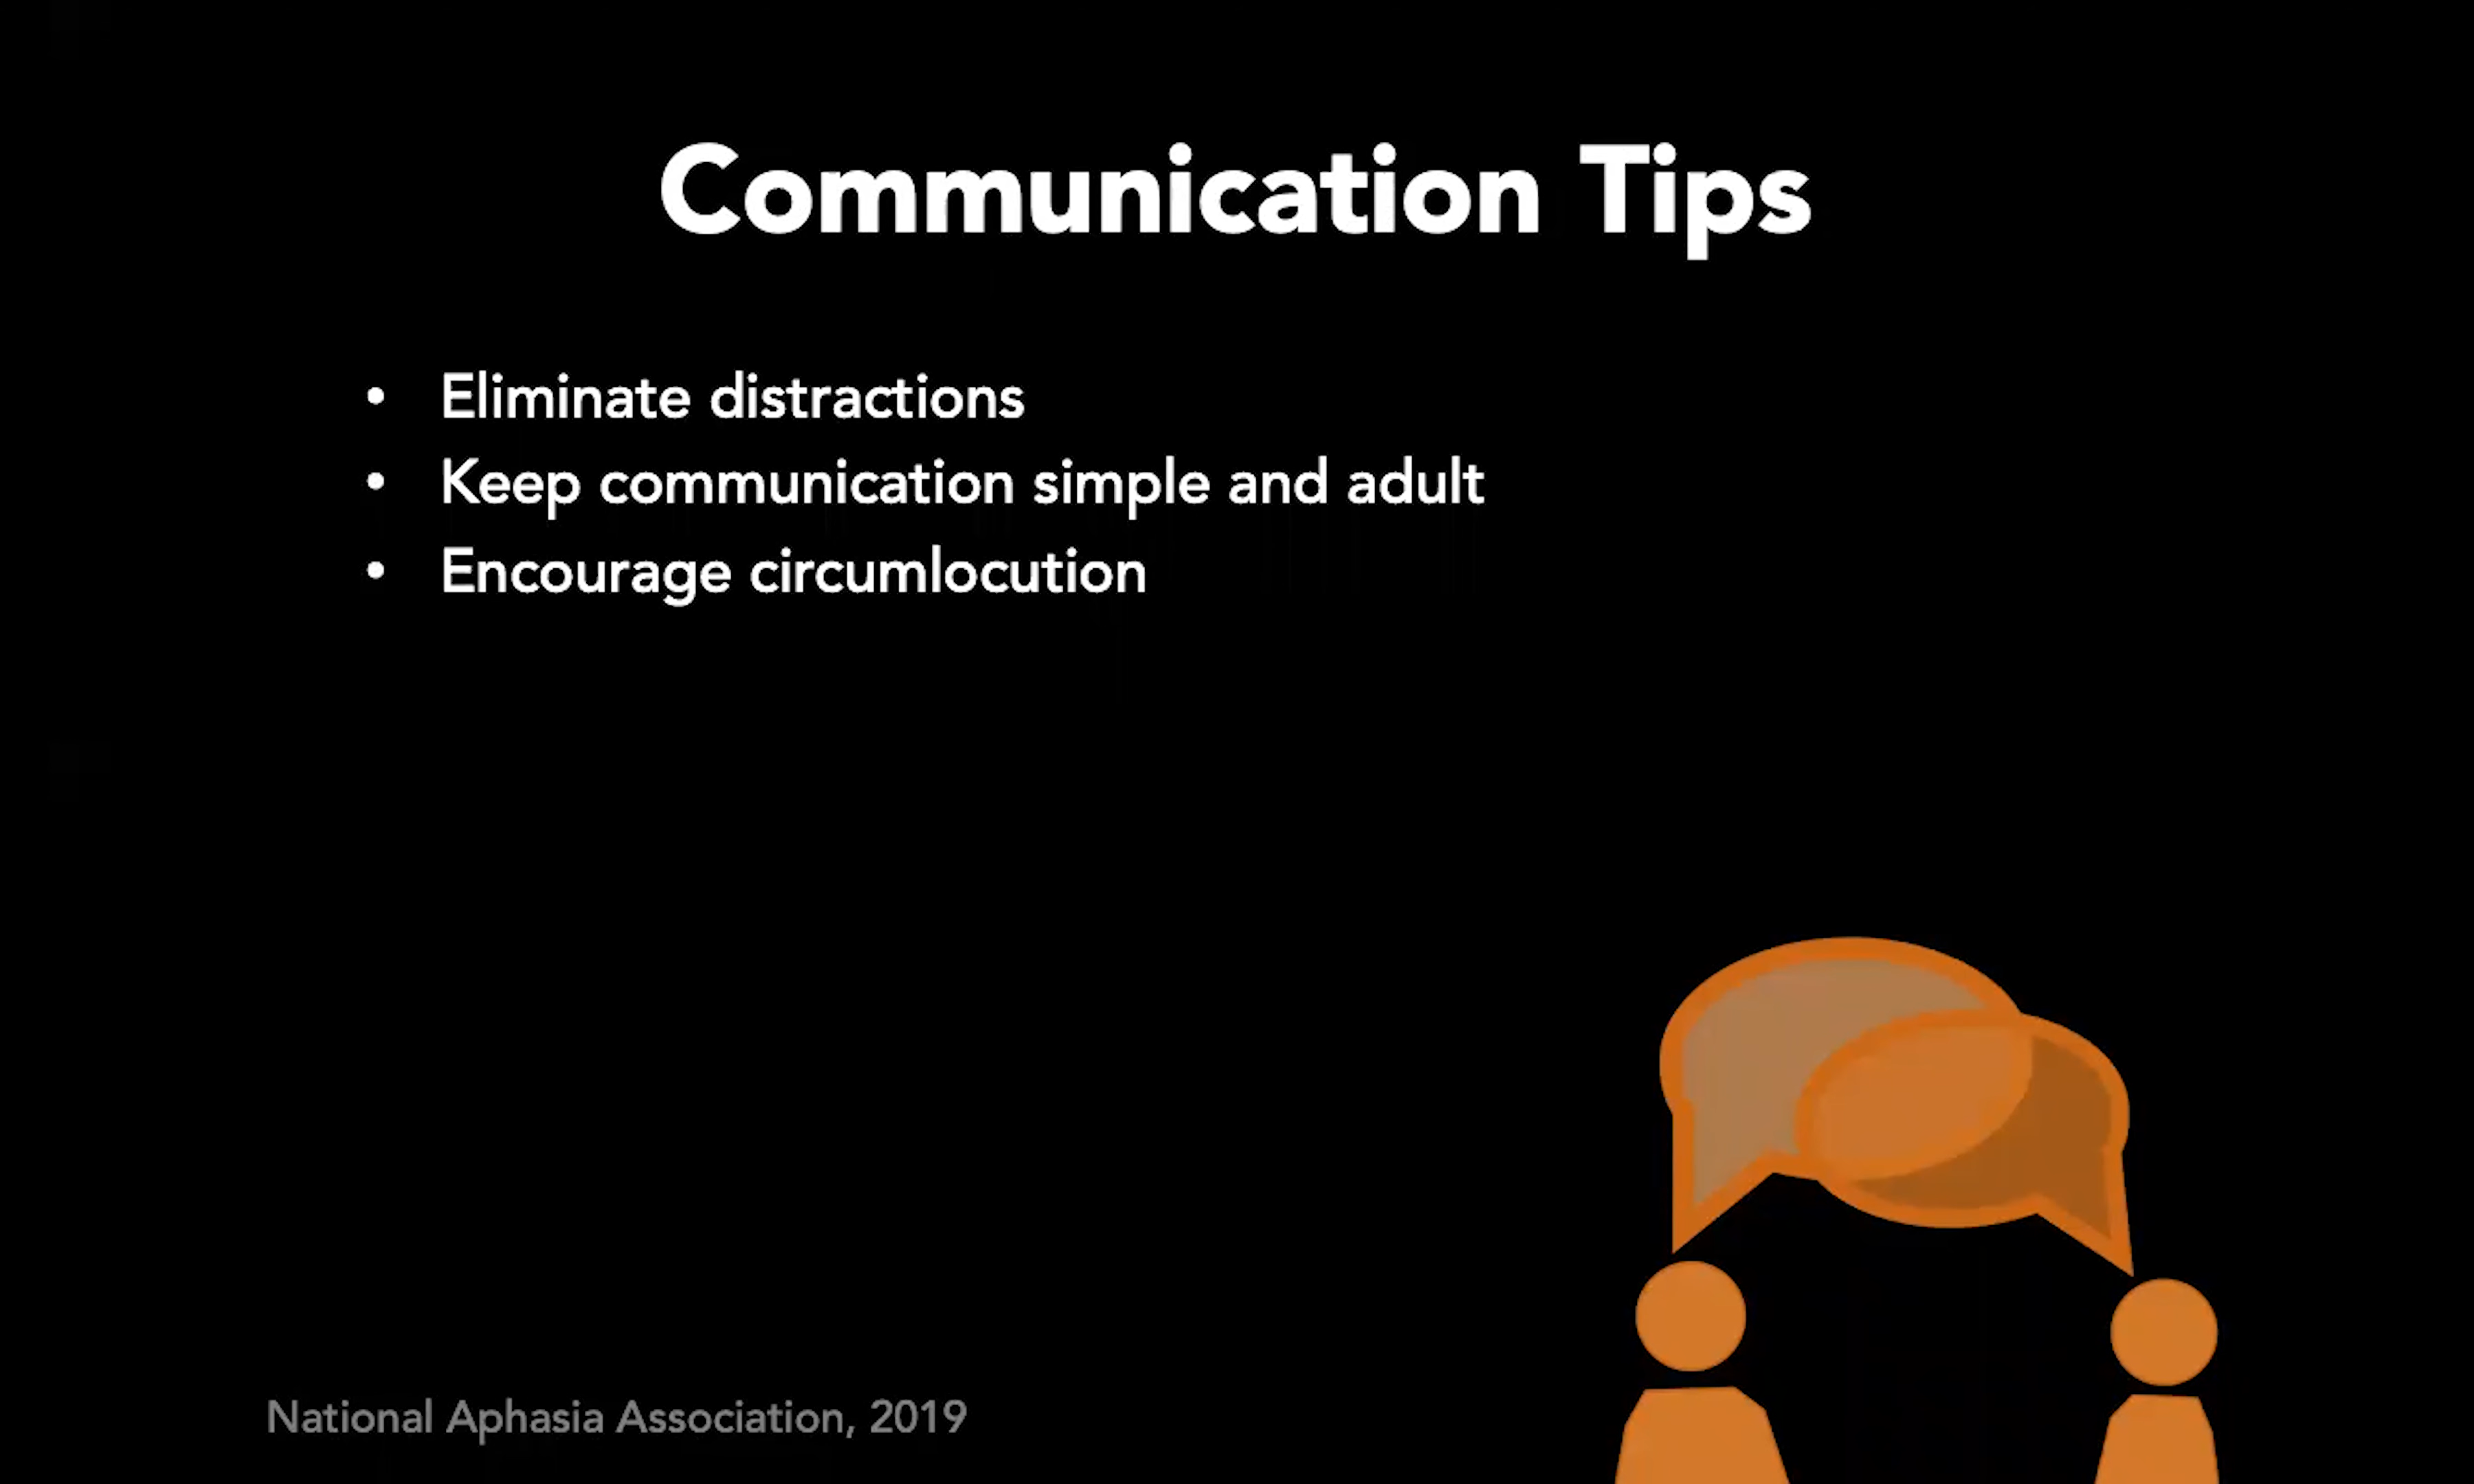 Communication Tips
• Eliminate distractions
• Keep communication simple and adult
• Encourage circumlocution
National Aphasia Association, 2019